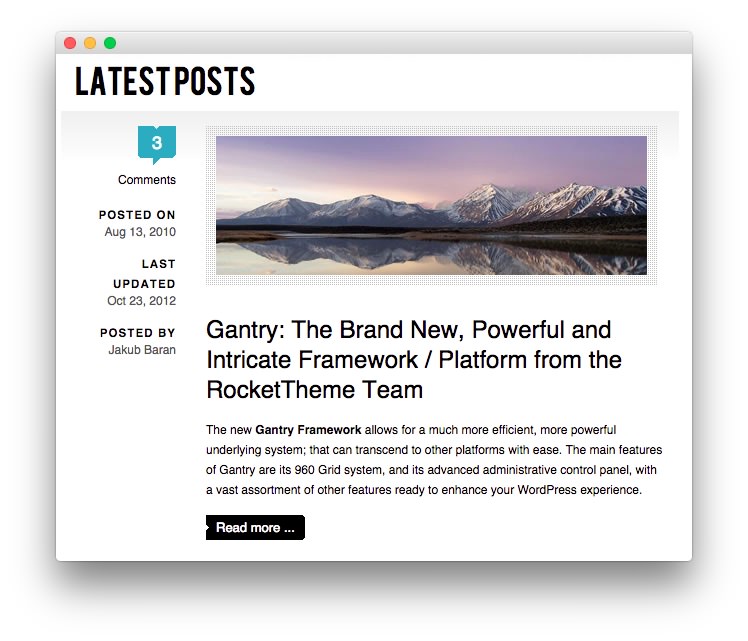 LATEST POSTS
3
Comments
POSTED ON
Aug 13, 2010
LAST
UPDATED
Oct 23, 2012
POSTED BY
Jakub Baran
Gantry: The Brand New, Powerful and
Intricate Framework / Platform from the
RocketTheme Team
The new Gantry Framework allows for a much more efficient, more powerful
underlying system; that can transcend to other platforms with ease. The main features
of Gantry are its 960 Grid system, and its advanced administrative control panel, with
a vast assortment of other features ready to enhance your WordPress experience.
Read more ...